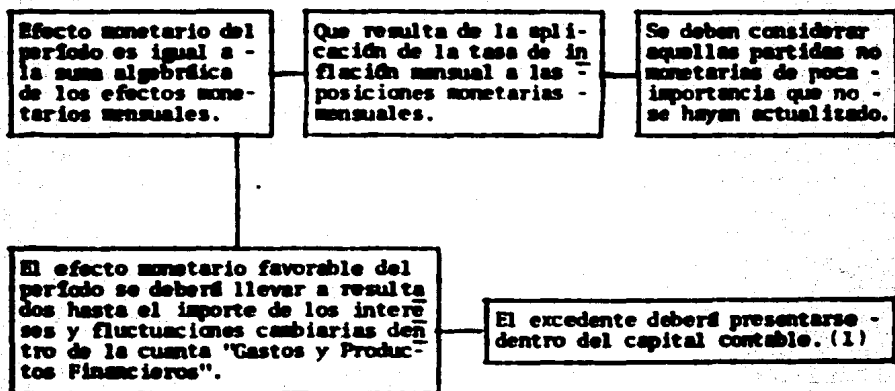 Efecto monetario del
período es igual a -
la suma algebráica
de los efectos mone-
tarios mensuales.
Que resulta de la apli-
cación de la tasa de in
flación mensual a las -
posiciones monetarias -
mensuales.
Se deben considerar
aquellas partidas no
monetarias de poca -
importancia que no -
se hayan actualizado.
El efecto monetario favorable del
período se deberá llevar a resulta
dos hasta el importe de los intere
ses y fluctuaciones cambiarias den
tro de la cuanta "Gastos y Produc-
tos Financieros".
El excedente deberá presentarse -
dentro del capital contable.(1)